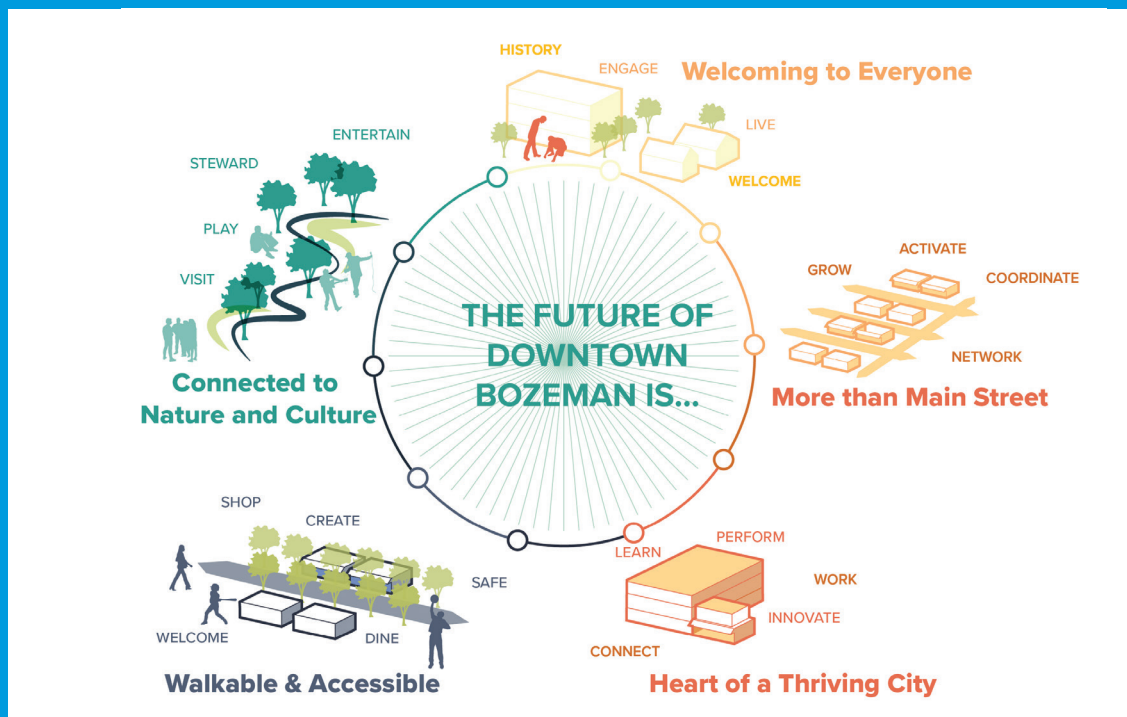 HISTORY
ENGAGE
Welcoming to Everyone
LIVE
WELCOME
ENTERTAIN
STEWARD
PLAY
VISIT
Connected to
Nature and Culture
THE FUTURE OF
DOWNTOWN
BOZEMAN IS...
ACTIVATE
GROW
COORDINATE
NETWORK
More than Main Street
SHOP
CREATE
SAFE
WELCOME
DINE
Walkable & Accessible
LEARN
PERFORM
WORK
INNOVATE
CONNECT
Heart of a Thriving City